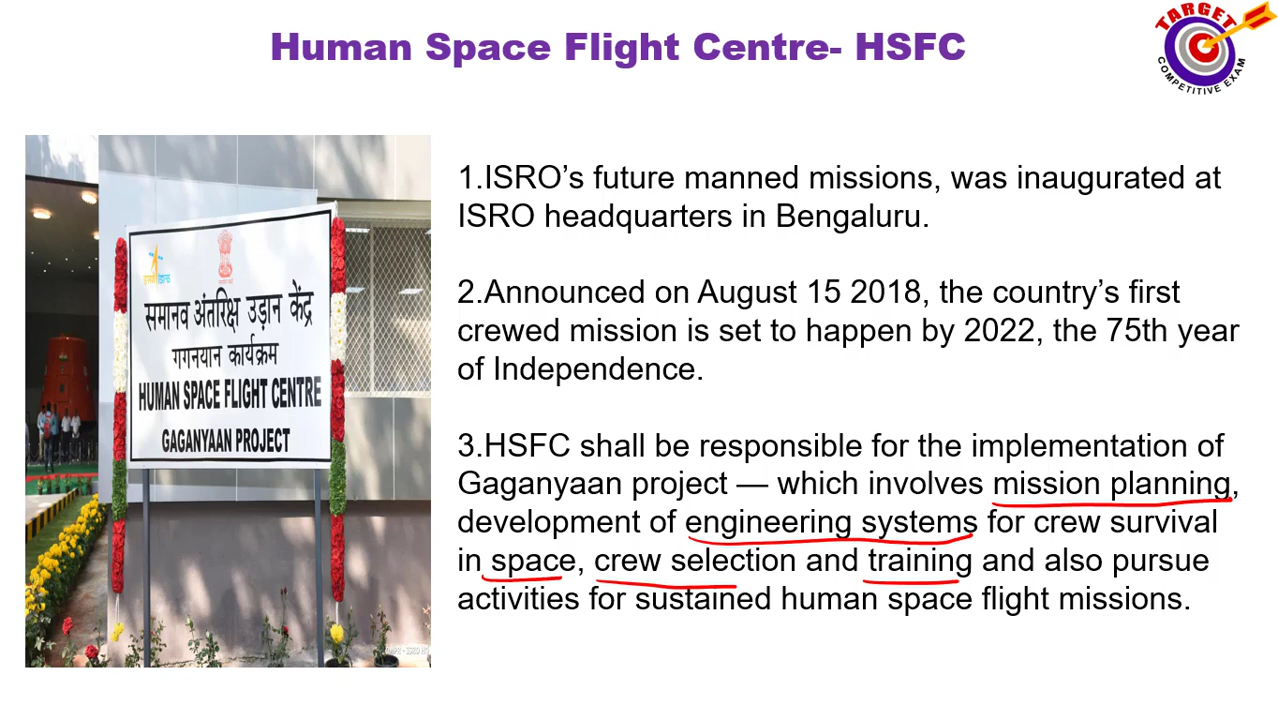 Human Space Flight Centre- HSFC
TARGET
COMPETITIVE EXAM
समानव अंतरिक्ष उड़ान केंद्र
गगनयान कार्यक्रम
HUMAN SPACE FLIGHT CENTRE
GAGANYAAN PROJECT
1.ISRO’s future manned missions, was inaugurated at
ISRO headquarters in Bengaluru.
2.Announced on August 15 2018, the country’s first
crewed mission is set to happen by 2022, the 75th year
of Independence.
3.HSFC shall be responsible for the implementation of
Gaganyaan project — which involves mission planning,
development of engineering systems for crew survival
in space, crew selection and training and also pursue
activities for sustained human space flight missions.